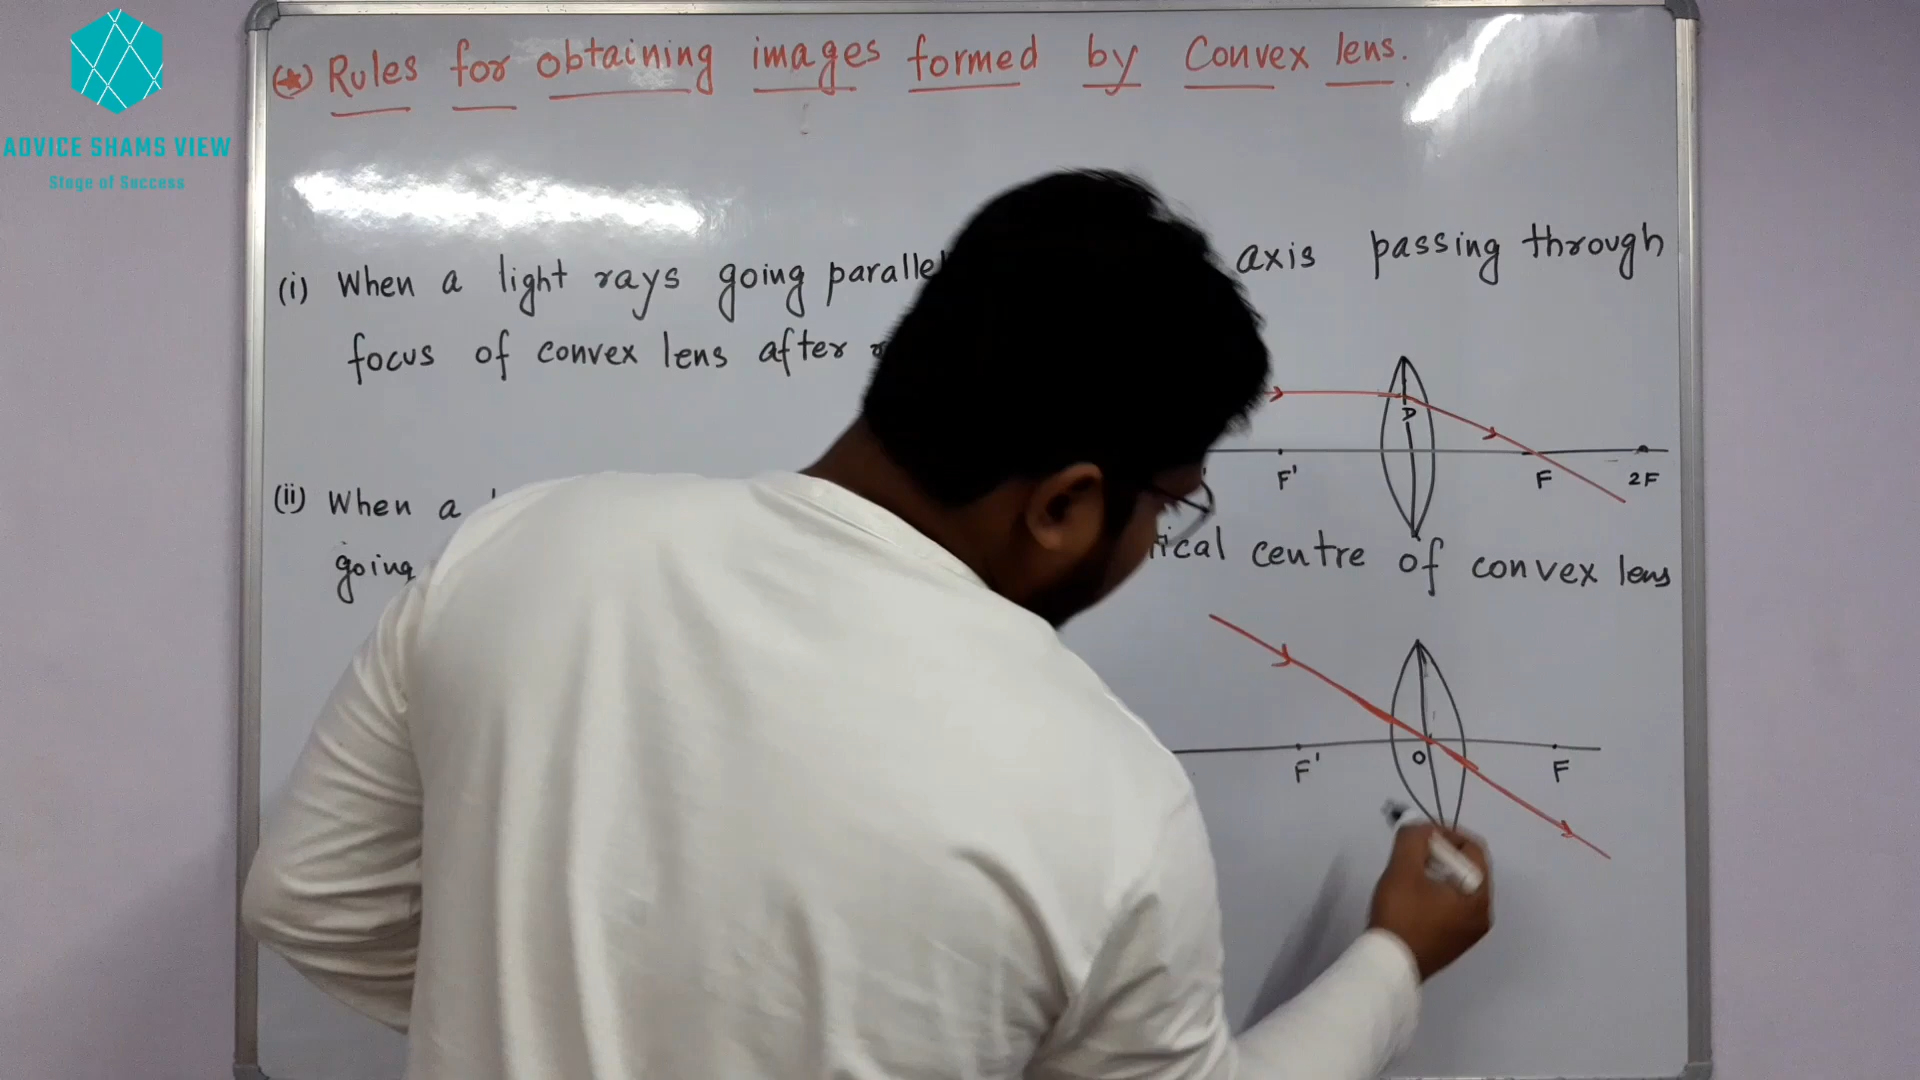 ADVICE SHAMS VIEW
Stage of Success
(★) Rules for obtaining images formed by Convex lens.
(i) When a light rays going parallel axis passing through
focus of convex lens after
D
F' F 2F
(ii) When a
going centre of convex lens
O
F' F